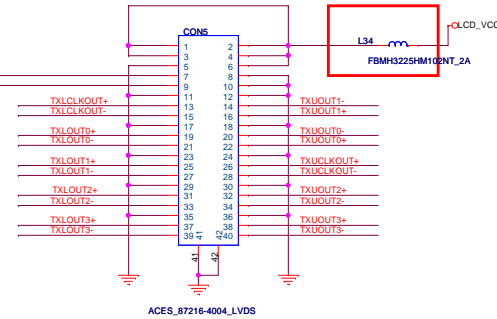 CON5
LCD_VCC
L34
FBMH3225HM102NT_2A
1 2
3 4
5 6
7 8
9 10
11 12
TXLCLKOUT+ 13 14 TXUOUT1-
TXLCLKOUT- 15 16 TXUOUT1+
17 18
TXLOUT0+ 19 20 TXUOUT0-
TXLOUT0- 21 22 TXUOUT0+
23 24
TXLOUT1+ 25 26 TXUCLKOUT+
TXLOUT1- 27 28 TXUCLKOUT-
29 30
TXLOUT2+ 31 32 TXUOUT2+
TXLOUT2- 33 34 TXUOUT2-
35 36
TXLOUT3+ 37 38 TXUOUT3+
TXLOUT3- 39 40 TXUOUT3-
41 42
41 42
ACES_87216-4004_LVDS